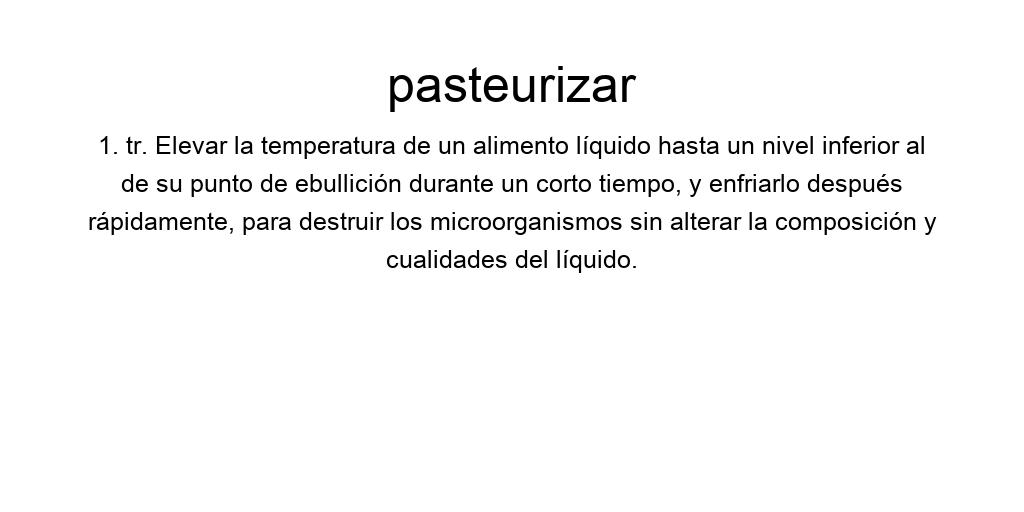 pasteurizar
1. tr. Elevar la temperatura de un alimento líquido hasta un nivel inferior al
de su punto de ebullición durante un corto tiempo, y enfriarlo después
rápidamente, para destruir los microorganismos sin alterar la composición y
cualidades del líquido.